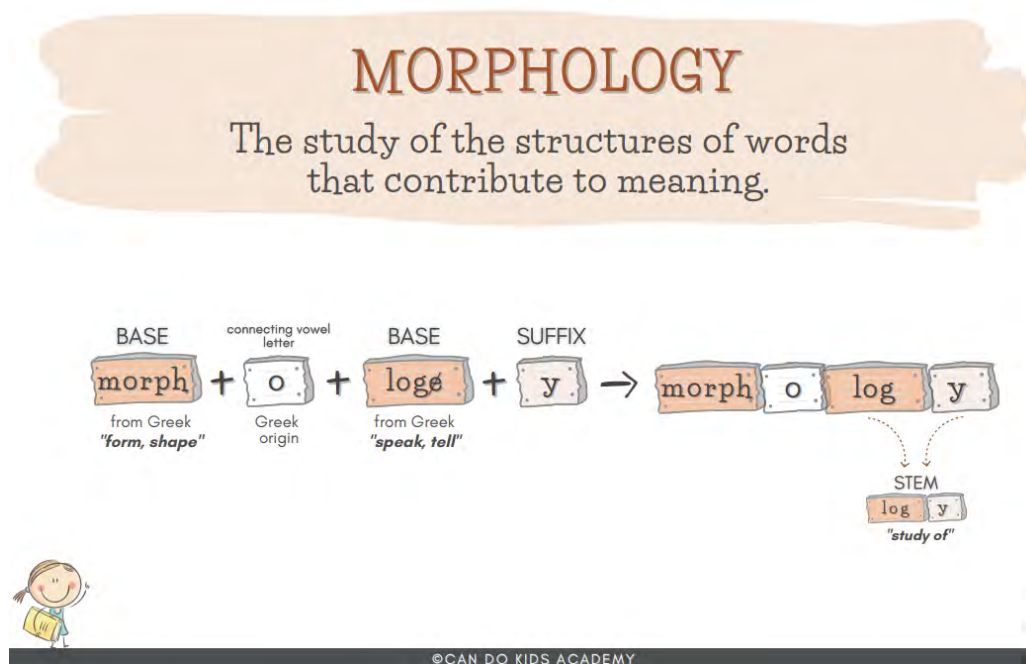 MORPHOLOGY
The study of the structures of words
that contribute to meaning.
BASE
morph
from Greek
"form, shape"
+
connecting vowel
letter
o
Greek
origin
+
BASE
loge
from Greek
"speak, tell"
+
SUFFIX
y
→
morph o log y
STEM
log y
"study of"
©CAN DO KIDS ACADEMY